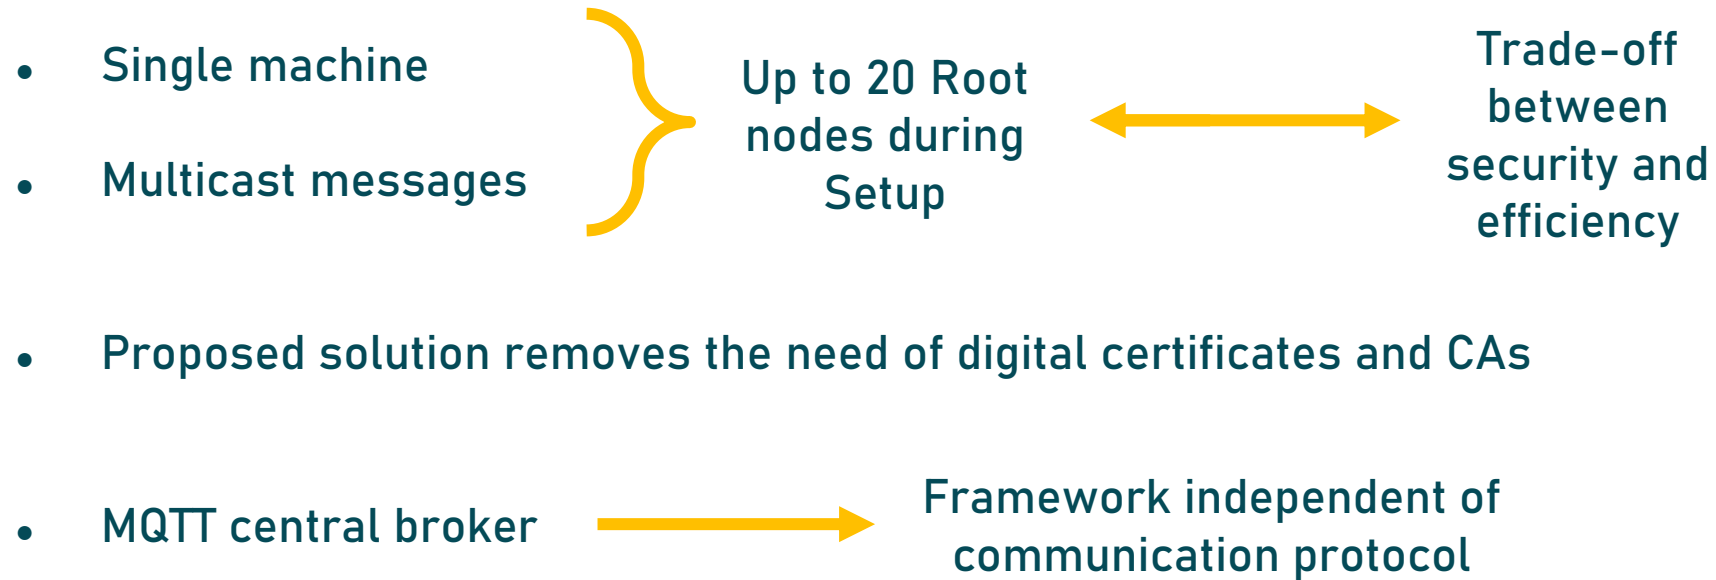 • Single machine
• Multicast messages
Up to 20 Root
nodes during
Setup
Trade-off
between
security and
efficiency
• Proposed solution removes the need of digital certificates and CAs
• MQTT central broker
Framework independent of
communication protocol